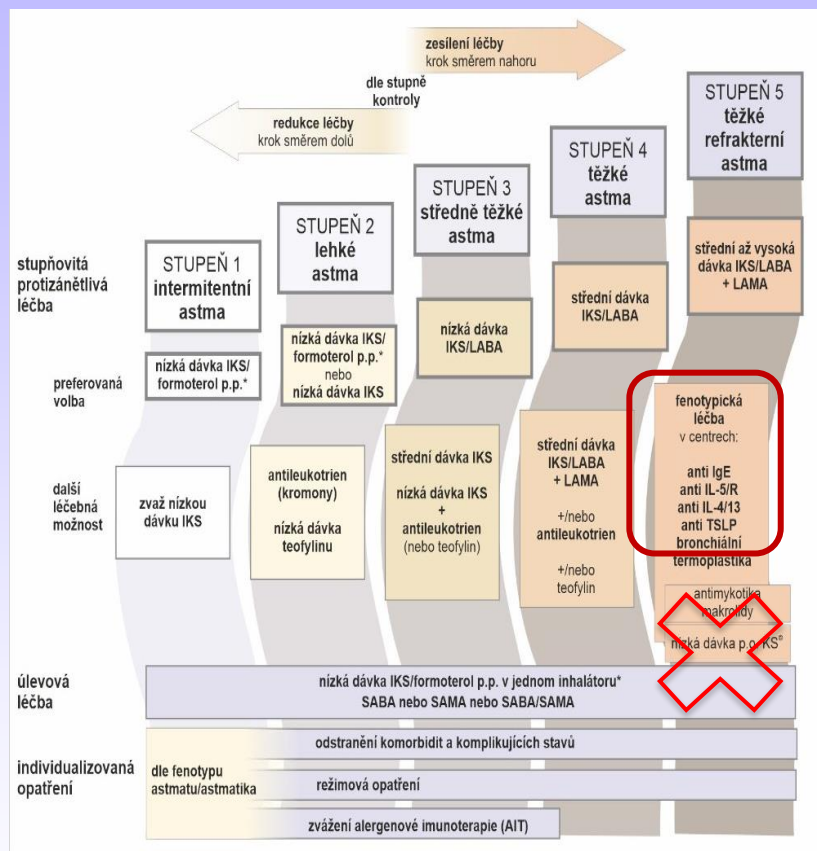 zesílení léčby
krok směrem nahoru
dle stupně
kontroly
redukce léčby
krok směrem dolů
STUPEŇ 5
těžké
refrakterní
astma
STUPEŇ 4
těžké
astma
STUPEŇ 3
středně těžké
astma
STUPEŇ 2
lehké
astma
STUPEŇ 1
intermitentní
astma
stupňovitá
protizánětlivá
léčba
preferovaná
volba
nízká dávka IKS/
formoterol p.p.*
nízká dávka IKS/
formoterol p.p.*
nebo
nízká dávka IKS
nízká dávka
IKS/LABA
střední dávka
IKS/LABA
střední až vysoká
dávka IKS/LABA
+ LAMA
další
léčebná
možnost
zvaž nízkou
dávku IKS
antileukotrien
(kromony)
nízká dávka
teofylinu
střední dávka IKS
nízká dávka IKS
+
antileukotrien
(nebo teofylin)
střední dávka
IKS/LABA
+ LAMA
+/nebo
antileukotrien
+/nebo
teofylin
fenotypická
léčba
v centrech:
anti IgE
anti IL-5/R
anti IL-4/13
anti TSLP
bronchiální
termoplastika
antimykotika
makrolidy
nízká dávka p.o. KS
úlevová
léčba
nízká dávka IKS/formoterol p.p. v jednom inhalátoru*
SABA nebo SAMA nebo SABA/SAMA
individualizovaná
opatření
dle fenotypu
astmatu/astmatika
odstranění komorbidit a komplikujících stavů
režimová opatření
zvážení alergenové imunoterapie (AIT)